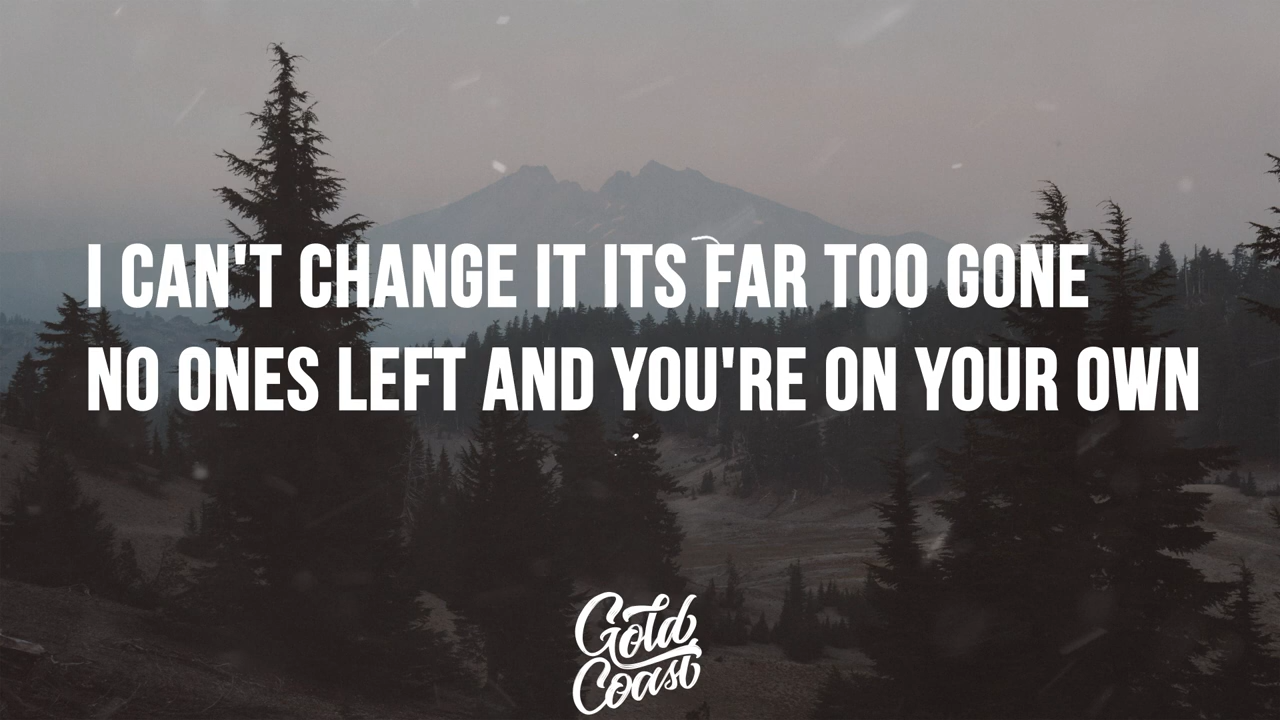 I CAN'T CHANGE IT ITS FAR TOO GONE
NO ONES LEFT AND YOU'RE ON YOUR OWN
Gold
Coast